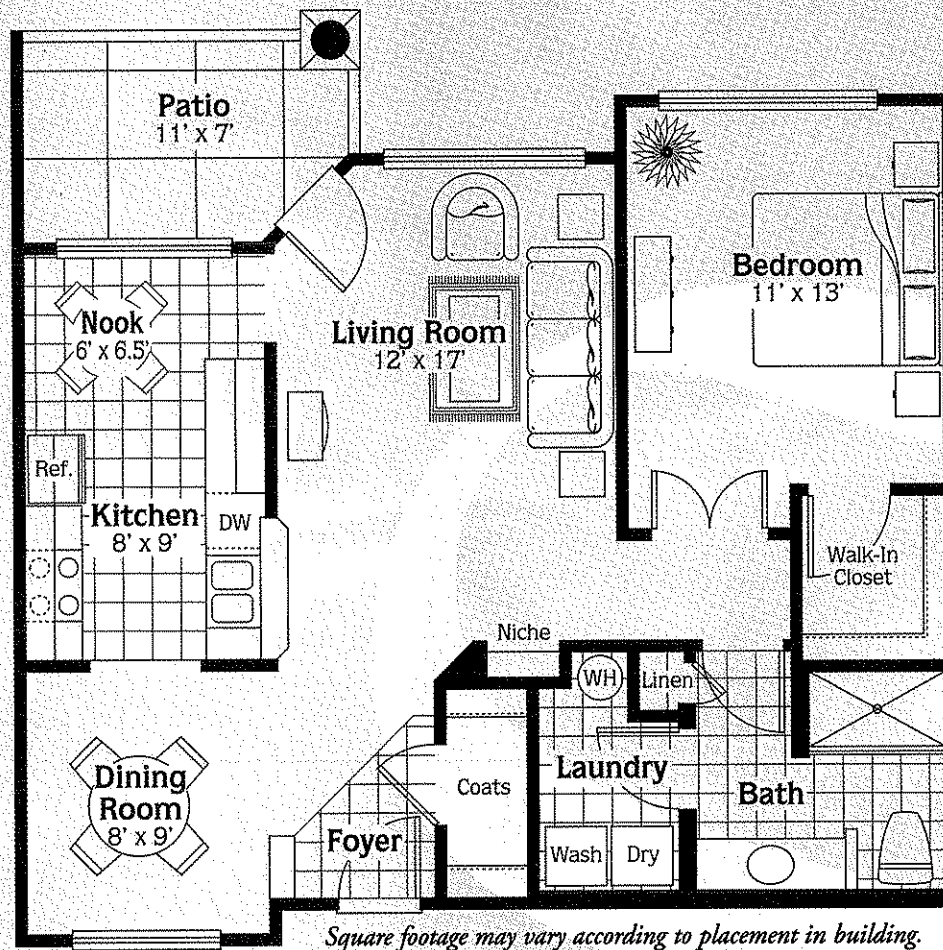 Patio
11' x 7'
Bedroom
11' x 13'
Nook
6' x 6.5'
Living Room
12' x 17'
Ref.
Kitchen
8' x 9'
DW
Walk-In
Closet
Niche
WH
Linen
Dining
Room
8' x 9'
Foyer
Coats
Laundry
Wash
Dry
Bath
Square footage may vary according to placement in building.